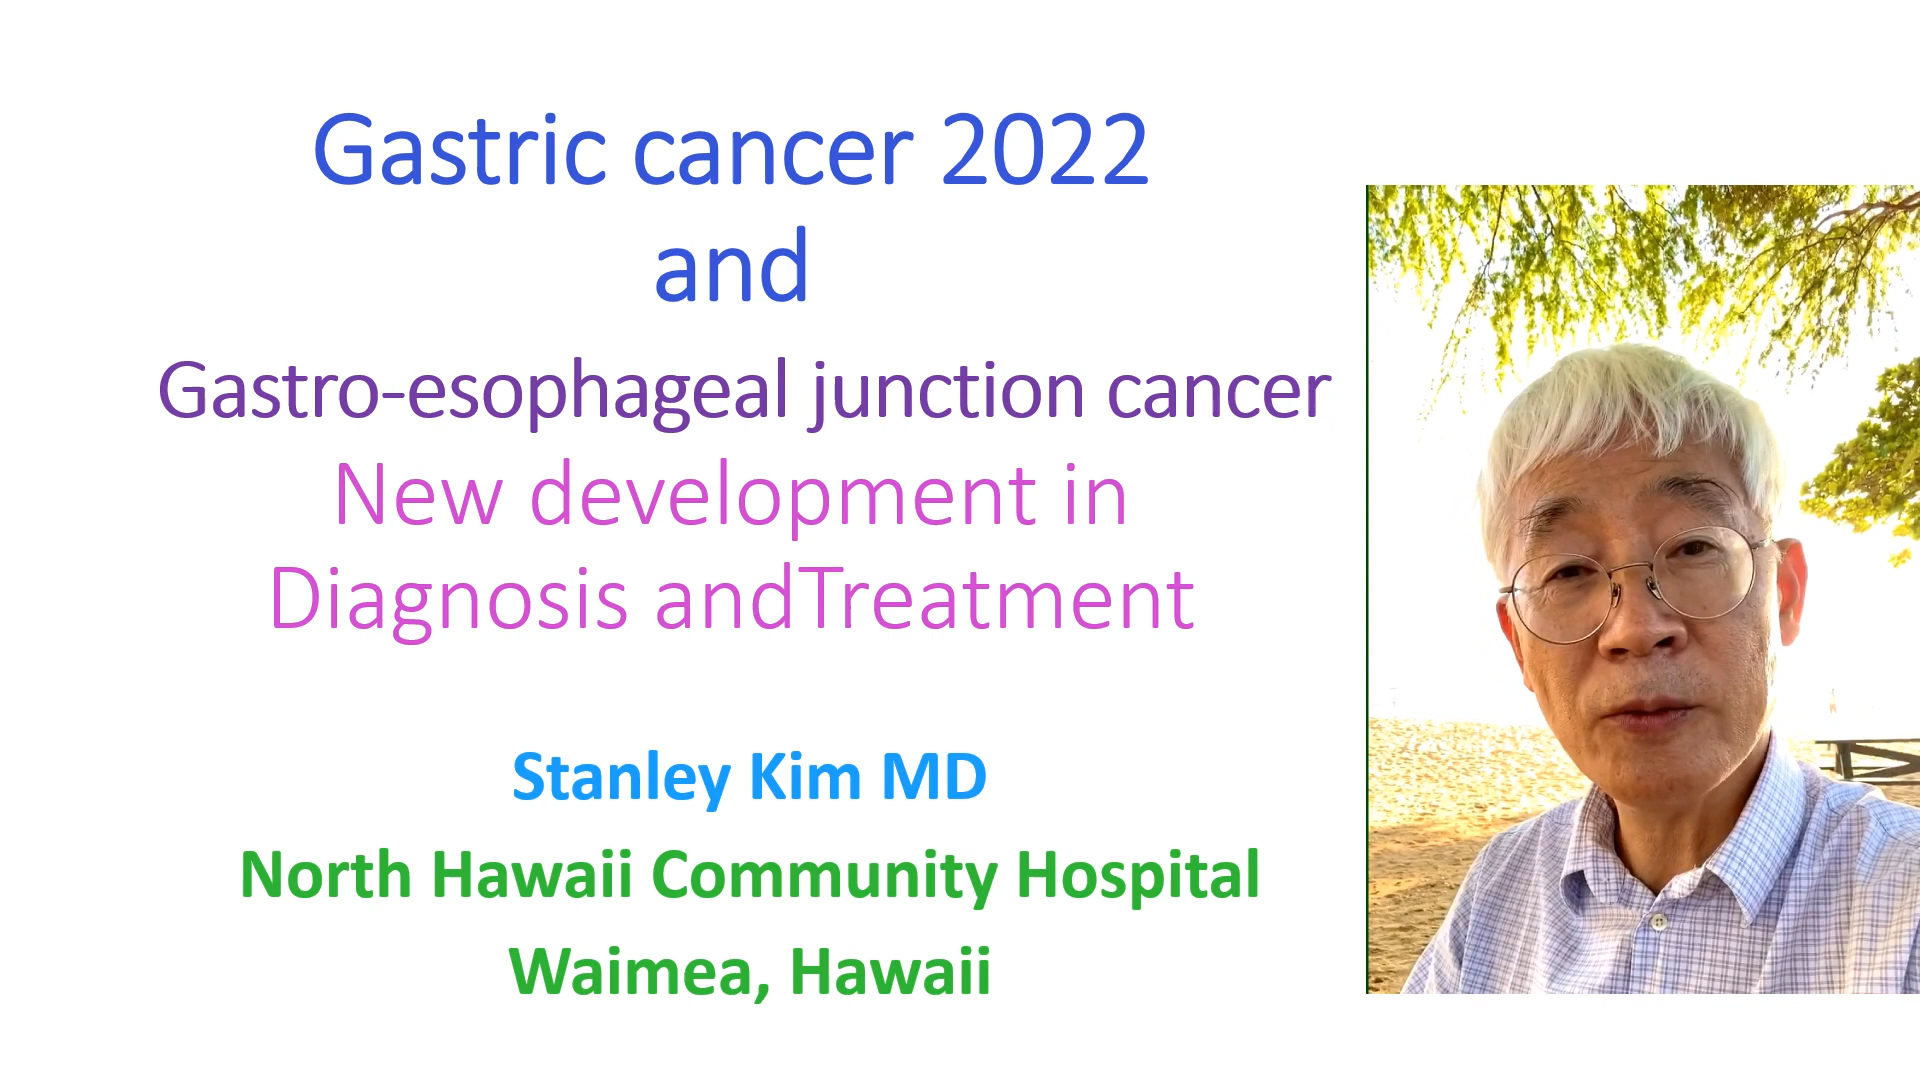 Gastric cancer 2022
and
Gastro-esophageal junction cancer
New development in
Diagnosis andTreatment
Stanley Kim MD
North Hawaii Community Hospital
Waimea, Hawaii